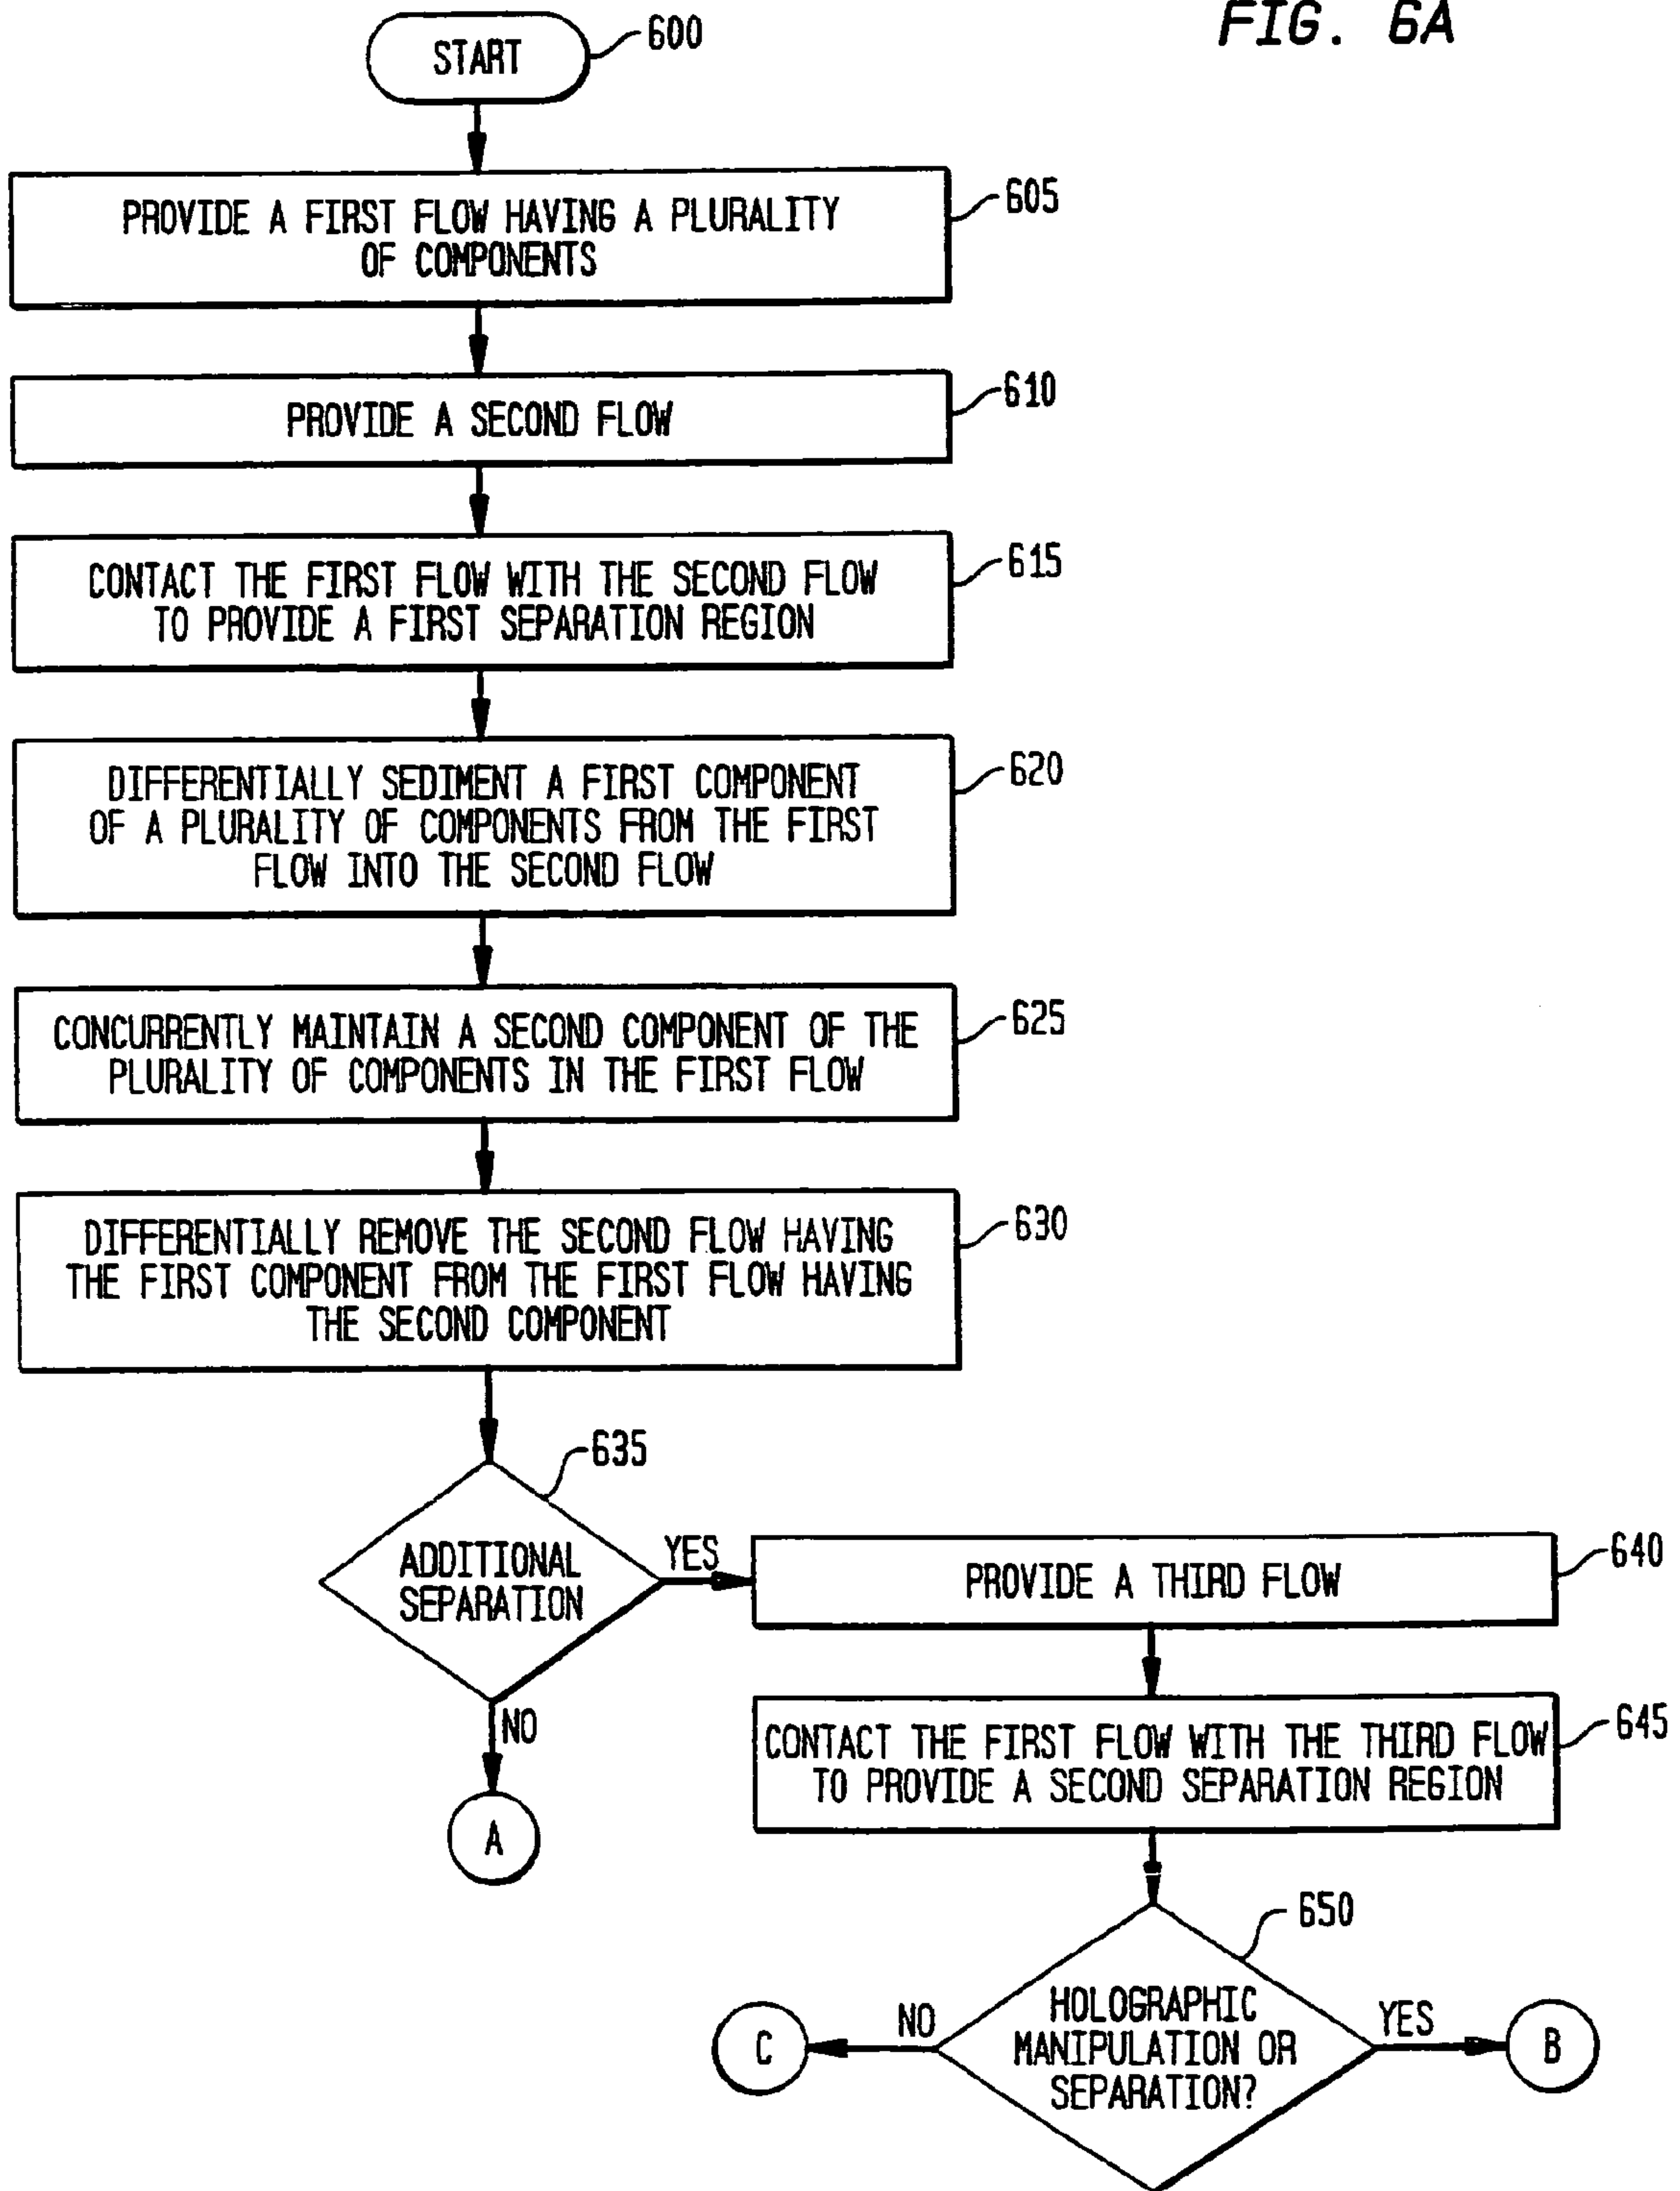 FIG. 6A
START
600
PROVIDE A FIRST FLOW HAVING A PLURALITY
OF COMPONENTS
605
PROVIDE A SECOND FLOW
610
CONTACT THE FIRST FLOW WITH THE SECOND FLOW
TO PROVIDE A FIRST SEPARATION REGION
615
DIFFERENTIALLY SEDIMENT A FIRST COMPONENT
OF A PLURALITY OF COMPONENTS FROM THE FIRST
FLOW INTO THE SECOND FLOW
620
CONCURRENTLY MAINTAIN A SECOND COMPONENT OF THE
PLURALITY OF COMPONENTS IN THE FIRST FLOW
625
DIFFERENTIALLY REMOVE THE SECOND FLOW HAVING
THE FIRST COMPONENT FROM THE FIRST FLOW HAVING
THE SECOND COMPONENT
630
635
ADDITIONAL
SEPARATION
YES
NO
A
PROVIDE A THIRD FLOW
640
CONTACT THE FIRST FLOW WITH THE THIRD FLOW
TO PROVIDE A SECOND SEPARATION REGION
645
650
HOLOGRAPHIC
MANIPULATION OR
SEPARATION?
NO
C
YES
B